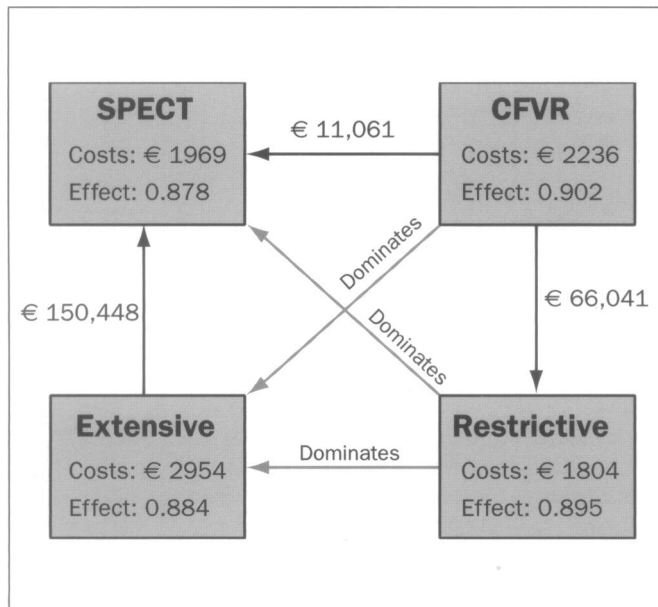 SPECT
Costs: € 1969
Effect: 0.878
€ 11,061
CFVR
Costs: € 2236
Effect: 0.902
Dominates
Dominates
€ 150,448
€ 66,041
Extensive
Costs: € 2954
Effect: 0.884
Dominates
Restrictive
Costs: € 1804
Effect: 0.895